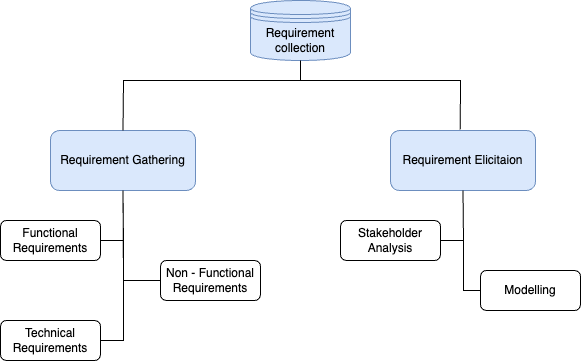 Requirement
collection
Requirement Gathering
Requirement Elicitaion
Functional
Requirements
Stakeholder
Analysis
Non - Functional
Requirements
Modelling
Technical
Requirements